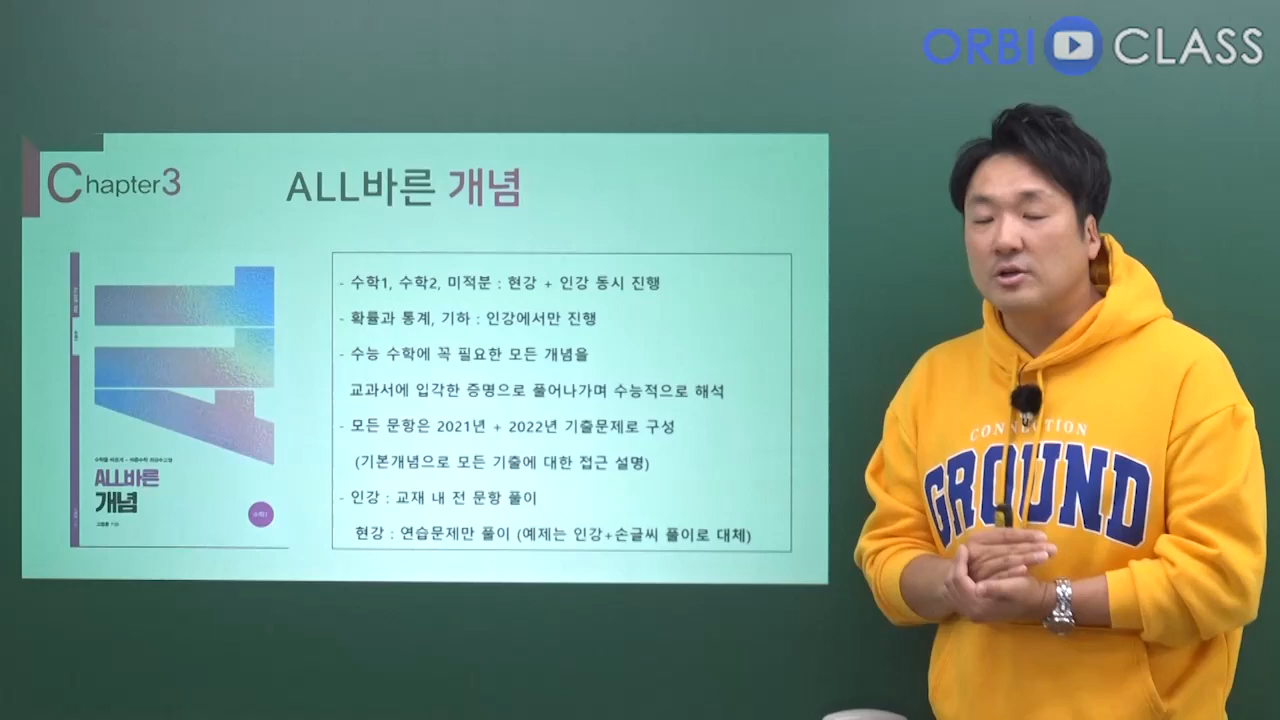 ORBI CLASS
Chapter3
ALL바른 개념
- 수학1, 수학2, 미적분 : 현강 + 인강 동시 진행
- 확률과 통계, 기하 : 인강에서만 진행
- 수능 수학에 꼭 필요한 모든 개념을
교과서에 입각한 증명으로 풀어나가며 수능적으로 해석
- 모든 문항은 2021년 + 2022년 기출문제로 구성
(기본개념으로 모든 기출에 대한 접근 설명)
- 인강 : 교재 내 전 문항 풀이
현강 : 연습문제만 풀이 (예제는 인강+손글씨 풀이로 대체)
ALL
ALL바른
개념
CONNECTION
GROUND